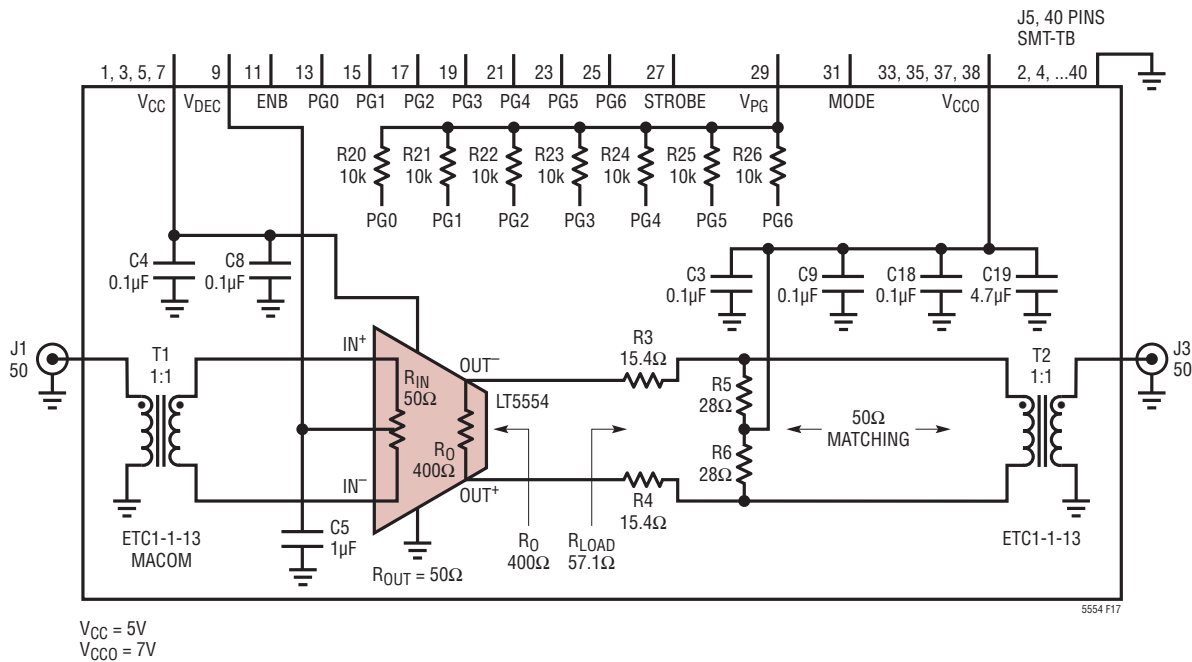 J5, 40 PINS
SMT-TB
1, 3, 5, 7
9
11
13
15
17
19
21
23
25
27
29
31
33, 35, 37, 38
2, 4, ...40
VCC
VDEC
ENB
PG0
PG1
PG2
PG3
PG4
PG5
PG6
STROBE
VPG
MODE
VCCO
R20
10k
R21
10k
R22
10k
R23
10k
R24
10k
R25
10k
R26
10k
PG0
PG1
PG2
PG3
PG4
PG5
PG6
C4
0.1µF
C8
0.1µF
C3
0.1µF
C9
0.1µF
C18
0.1µF
C19
4.7µF
J1
50
T1
1:1
IN+
IN–
RIN
50Ω
RO
400Ω
OUT–
LT5554
OUT+
R3
15.4Ω
R4
15.4Ω
R5
28Ω
R6
28Ω
50Ω
MATCHING
T2
1:1
J3
50
ETC1-1-13
MACOM
C5
1µF
ROUT = 50Ω
RO
400Ω
RLOAD
57.1Ω
ETC1-1-13
5554 F17
VCC = 5V
VCCO = 7V